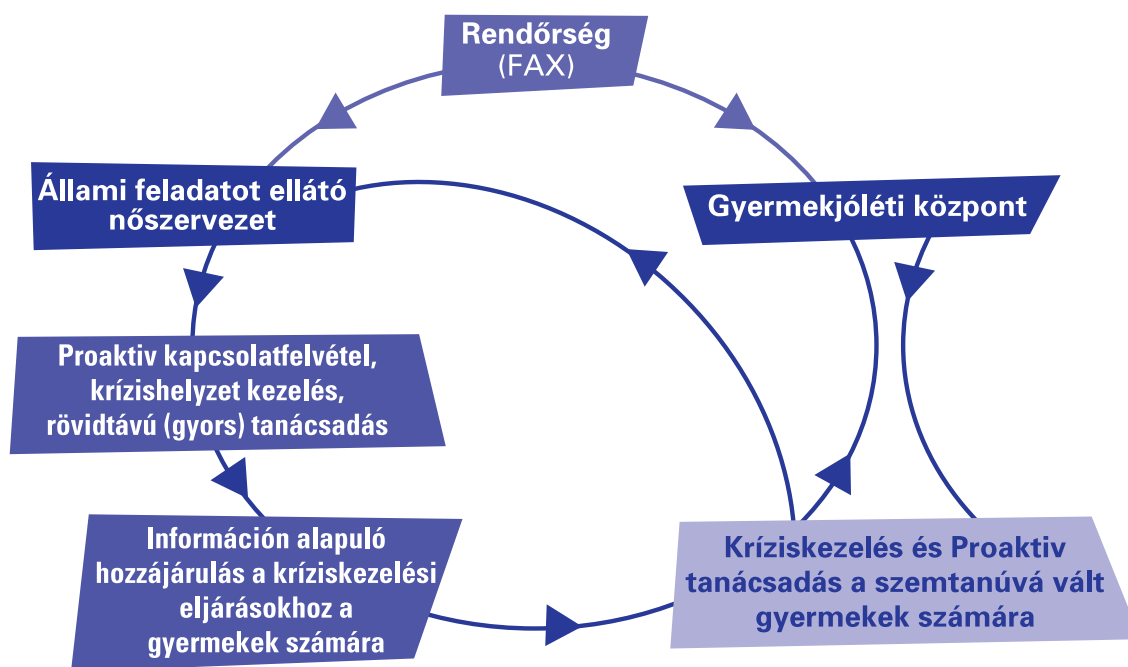 Rendőrség
(FAX)
Állami feladatot ellátó
nőszervezet
Gyermekjóléti központ
Proaktiv kapcsolatfelvétel,
krízishelyzet kezelés,
rövidtávú (gyors) tanácsadás
Információn alapuló
hozzájárulás a kríziskezelési
eljárásokhoz a
gyermekek számára
Kríziskezelés és Proaktiv
tanácsadás a szemtanúvá vált
gyermekek számára